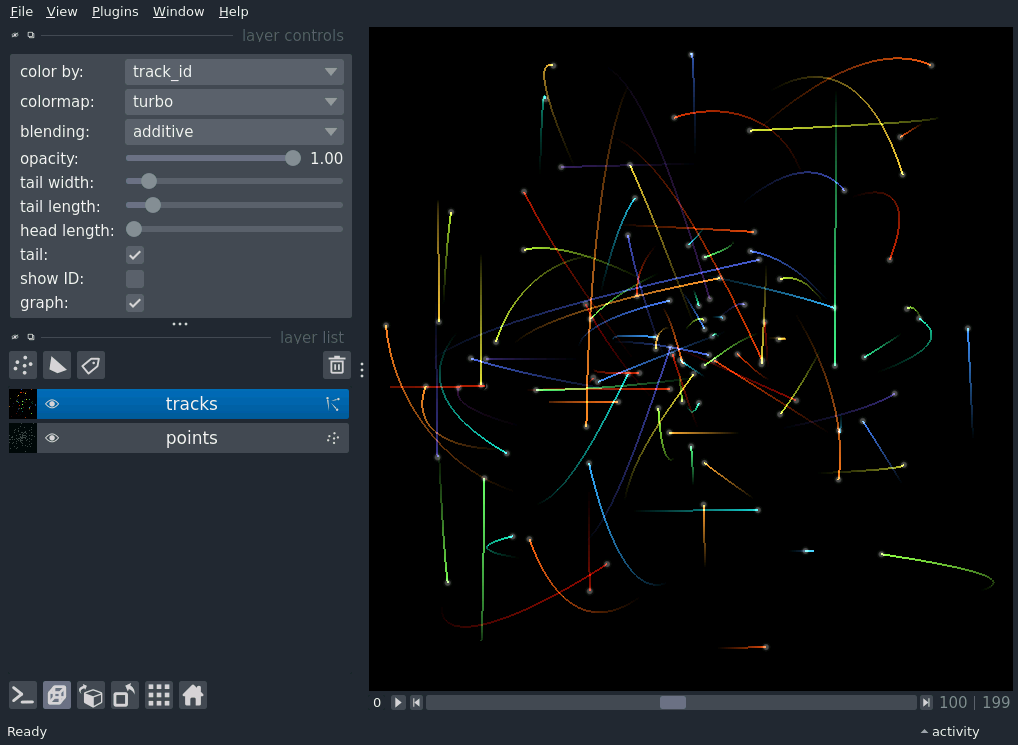 File View Plugins Window Help
layer controls
color by: track_id
colormap: turbo
blending: additive
opacity: 1.00
tail width:
tail length:
head length:
tail:
show ID:
graph:
layer list
tracks
points
0 100 | 199
Ready activity